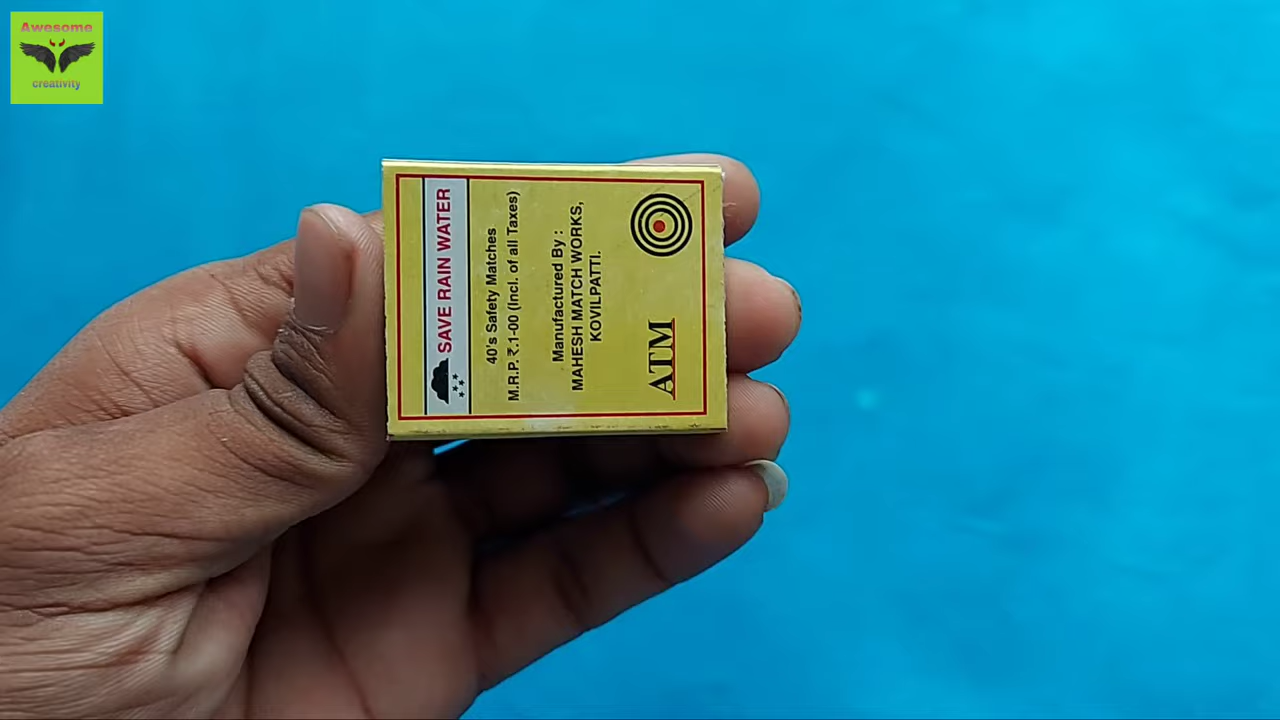 Awesome
creativity
SAVE RAIN WATER
40's Safety Matches
M.R.P. ₹.1-00 (Incl. of all Taxes)
Manufactured By :
MAHESH MATCH WORKS,
KOVILPATTI.
ATM